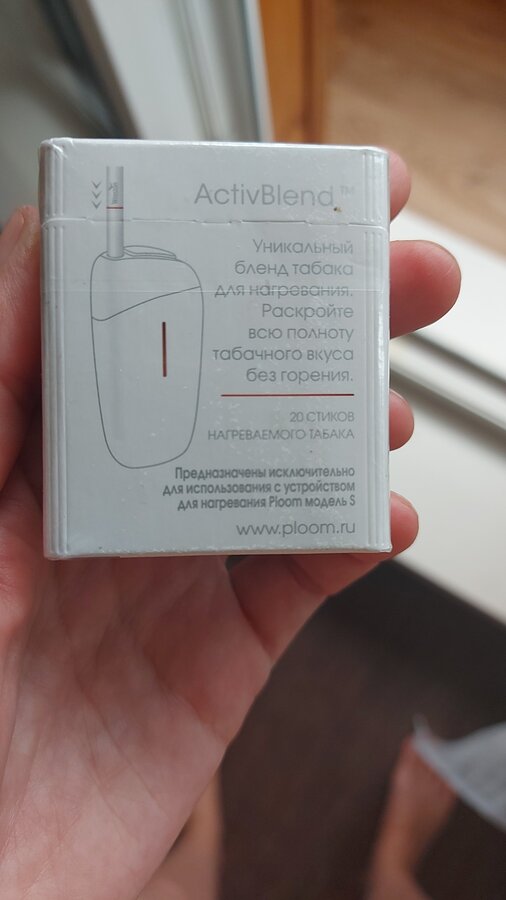 ActivBlend™
Уникальный
бленд табака
для нагревания.
Раскройте
всю полноту
табачного вкуса
без горения.
20 СТИКОВ
НАГРЕВАЕМОГО ТАБАКА
Предназначены исключительно
для использования с устройством
для нагревания Ploom модель S
www.ploom.ru